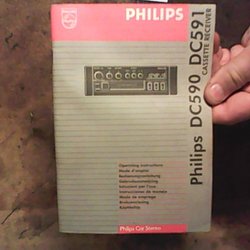 PHILIPS
PHILIPS
Philips DC590 DC591
CASSETTE RECEIVER
Operating instructions
Mode d'emploi
Bedienungsanleitung
Gebruiksaanwijzing
Istruzioni per l'uso
Instrucciones de manejo
Modo de emprego
Bruksanvisning
Käyttöohje
Philips Car Stereo